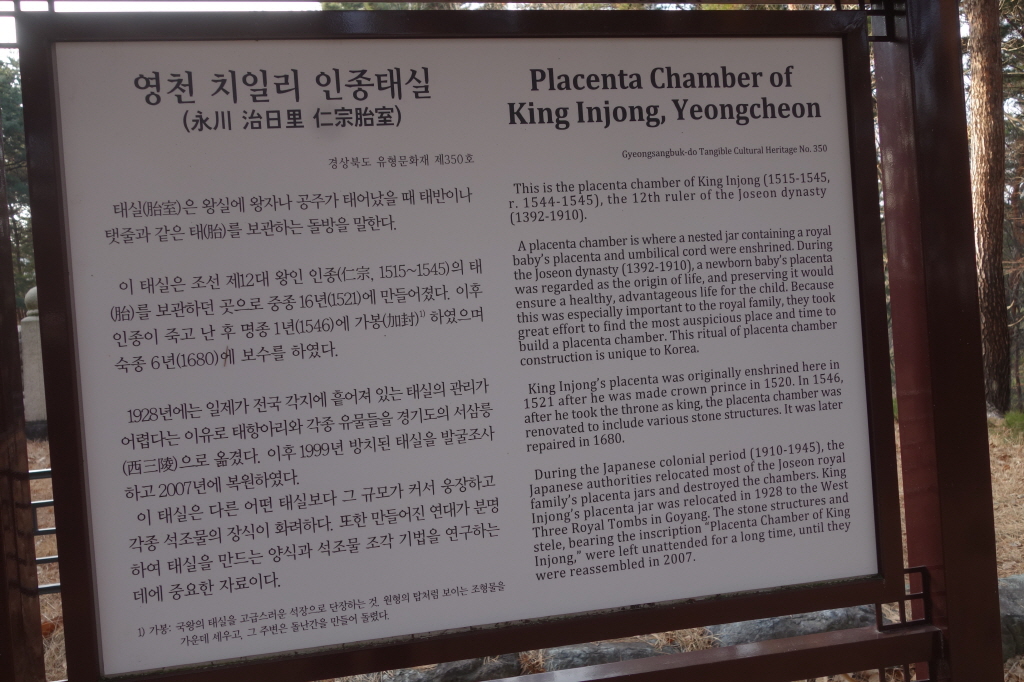 영천 치일리 인종태실
(永川 治日里 仁宗胎室)
경상북도 유형문화재 제350호
태실(胎室)은 왕실에 왕자나 공주가 태어났을 때 태반이나
탯줄과 같은 태(胎)를 보관하는 돌방을 말한다.
이 태실은 조선 제12대 왕인 인종(仁宗, 1515~1545)의 태
(胎)를 보관하던 곳으로 중종 16년(1521)에 만들어졌다. 이후
인종이 죽고 난 후 명종 1년(1546)에 가봉(加封)1) 하였으며
숙종 6년(1680)에 보수를 하였다.
1928년에는 일제가 전국 각지에 흩어져 있는 태실의 관리가
어렵다는 이유로 태항아리와 각종 유물들을 경기도의 서삼릉
(西三陵)으로 옮겼다. 이후 1999년 방치된 태실을 발굴조사
하고 2007년에 복원하였다.
이 태실은 다른 어떤 태실보다 그 규모가 커서 웅장하고
각종 석조물의 장식이 화려하다. 또한 만들어진 연대가 분명
하여 태실을 만드는 양식과 석조물 조각 기법을 연구하는
데에 중요한 자료이다.
1) 가봉: 국왕의 태실을 고급스러운 석장으로 단장하는 것. 원형의 탑처럼 보이는 조형물을
가운데 세우고, 그 주변은 돌난간을 만들어 돌렸다.
Placenta Chamber of
King Injong, Yeongcheon
Gyeongsangbuk-do Tangible Cultural Heritage No. 350
This is the placenta chamber of King Injong (1515-1545,
r. 1544-1545), the 12th ruler of the Joseon dynasty
(1392-1910).
A placenta chamber is where a nested jar containing a royal
baby's placenta and umbilical cord were enshrined. During
the Joseon dynasty (1392-1910), a newborn baby's placenta
was regarded as the origin of life, and preserving it would
ensure a healthy, advantageous life for the child. Because
this was especially important to the royal family, they took
great effort to find the most auspicious place and time to
build a placenta chamber. This ritual of placenta chamber
construction is unique to Korea.
King Injong's placenta was originally enshrined here in
1521 after he was made crown prince in 1520. In 1546,
after he took the throne as king, the placenta chamber was
renovated to include various stone structures. It was later
repaired in 1680.
During the Japanese colonial period (1910-1945), the
Japanese authorities relocated most of the Joseon royal
family's placenta jars and destroyed the chambers. King
Injong's placenta jar was relocated in 1928 to the West
Three Royal Tombs in Goyang. The stone structures and
stele, bearing the inscription "Placenta Chamber of King
Injong," were left unattended for a long time, until they
were reassembled in 2007.